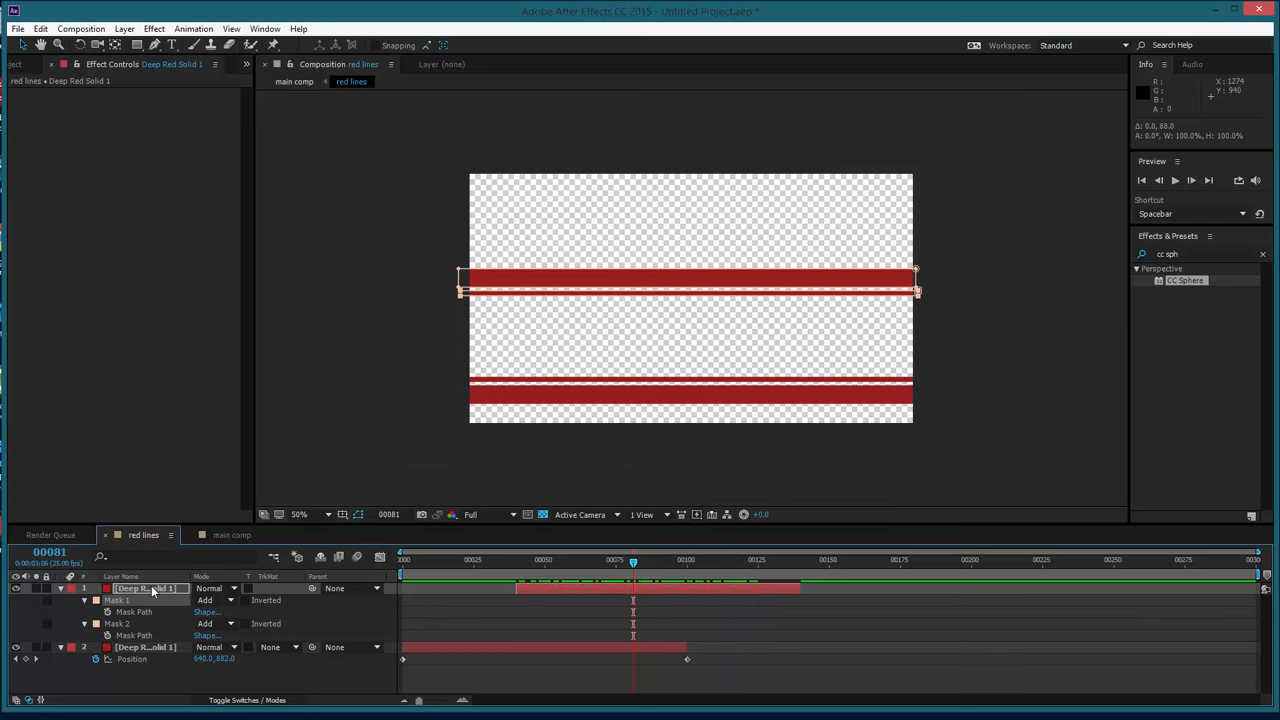 Adobe After Effects CC 2015 - Untitled Project.aep *
File Edit Composition Layer Effect Animation View Window Help
Snapping Workspace: Standard Search Help
ject Effect Controls Deep Red Solid 1 Composition red lines Layer (none) Info Audio
red lines • Deep Red Solid 1
main comp red lines
R :
G :
B :
A : 0
X : 1274
Y : 940
Δ: 0.0, 88.0
A: 0.0°, W: 100.0%, H: 100.0%
Preview
Shortcut
Spacebar
Effects & Presets
cc sph
Perspective
CC Sphere
50% 00081 Full Active Camera 1 View +0.0
Render Queue red lines main comp
00081
0:00:03:06 (25.00 fps)
0000 00025 00050 00075 00100 00125 00150 00175 00200 00225 00250 00275 0030
# Layer Name Mode T TrkMat Parent
1 [Deep R...olid 1] Normal None
Mask 1 Add Inverted
Mask Path Shape...
Mask 2 Add Inverted
Mask Path Shape...
2 [Deep R...olid 1] Normal None None
Position 640.0,882.0
Toggle Switches / Modes